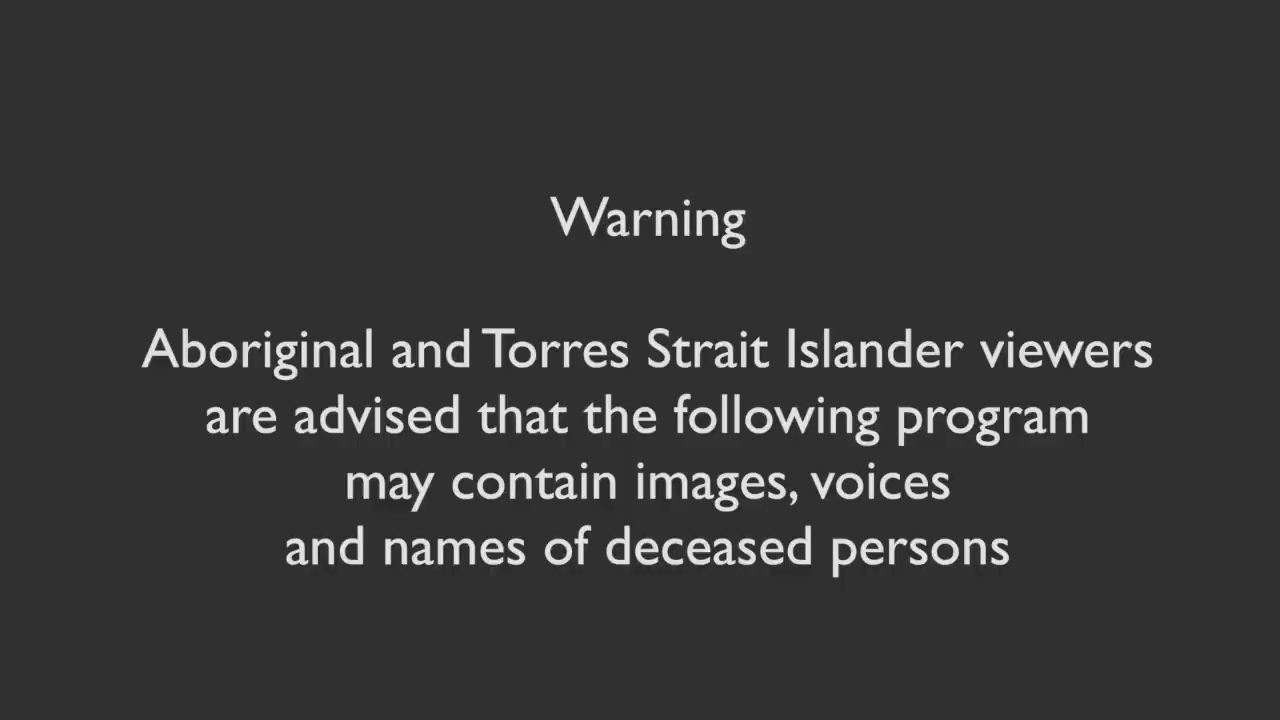 Warning
Aboriginal and Torres Strait Islander viewers
are advised that the following program
may contain images, voices
and names of deceased persons